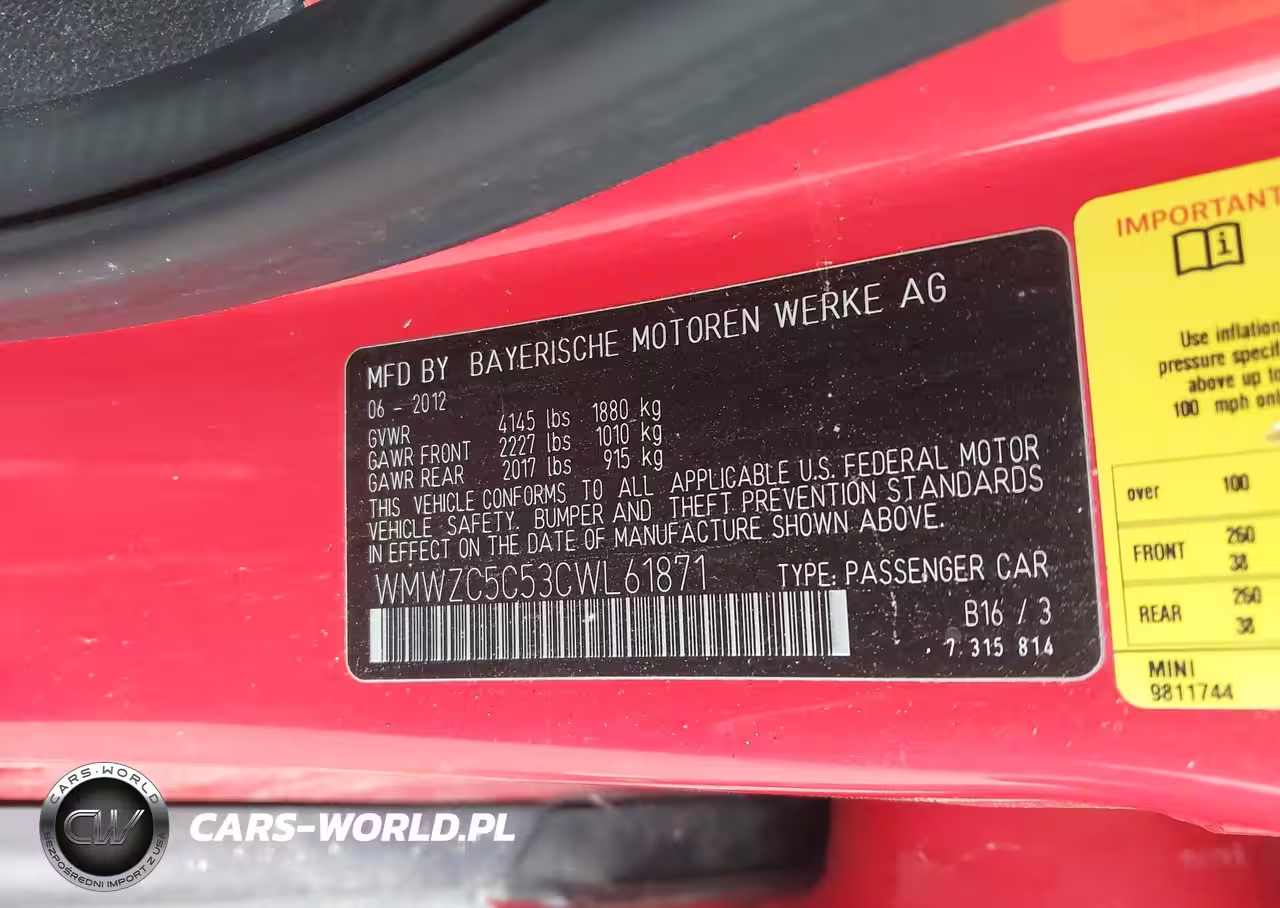 MFD BY BAYERISCHE MOTOREN WERKE AG
06 - 2012
GVWR 4145 lbs 1880 kg
GAWR FRONT 2227 lbs 1010 kg
GAWR REAR 2017 lbs 915 kg
THIS VEHICLE CONFORMS TO ALL APPLICABLE U.S. FEDERAL MOTOR
VEHICLE SAFETY, BUMPER AND THEFT PREVENTION STANDARDS
IN EFFECT ON THE DATE OF MANUFACTURE SHOWN ABOVE.
WMWZC5C53CWL61871 TYPE: PASSENGER CAR
B16 / 3
7 315 814
IMPORTANT
i
Use inflation
pressure specifi
above up to
100 mph onl
over 100
FRONT 260
38
REAR 260
38
MINI
9811744
CARS-WORLD
CW
BEZPOŚREDNI IMPORT Z USA
CARS-WORLD.PL